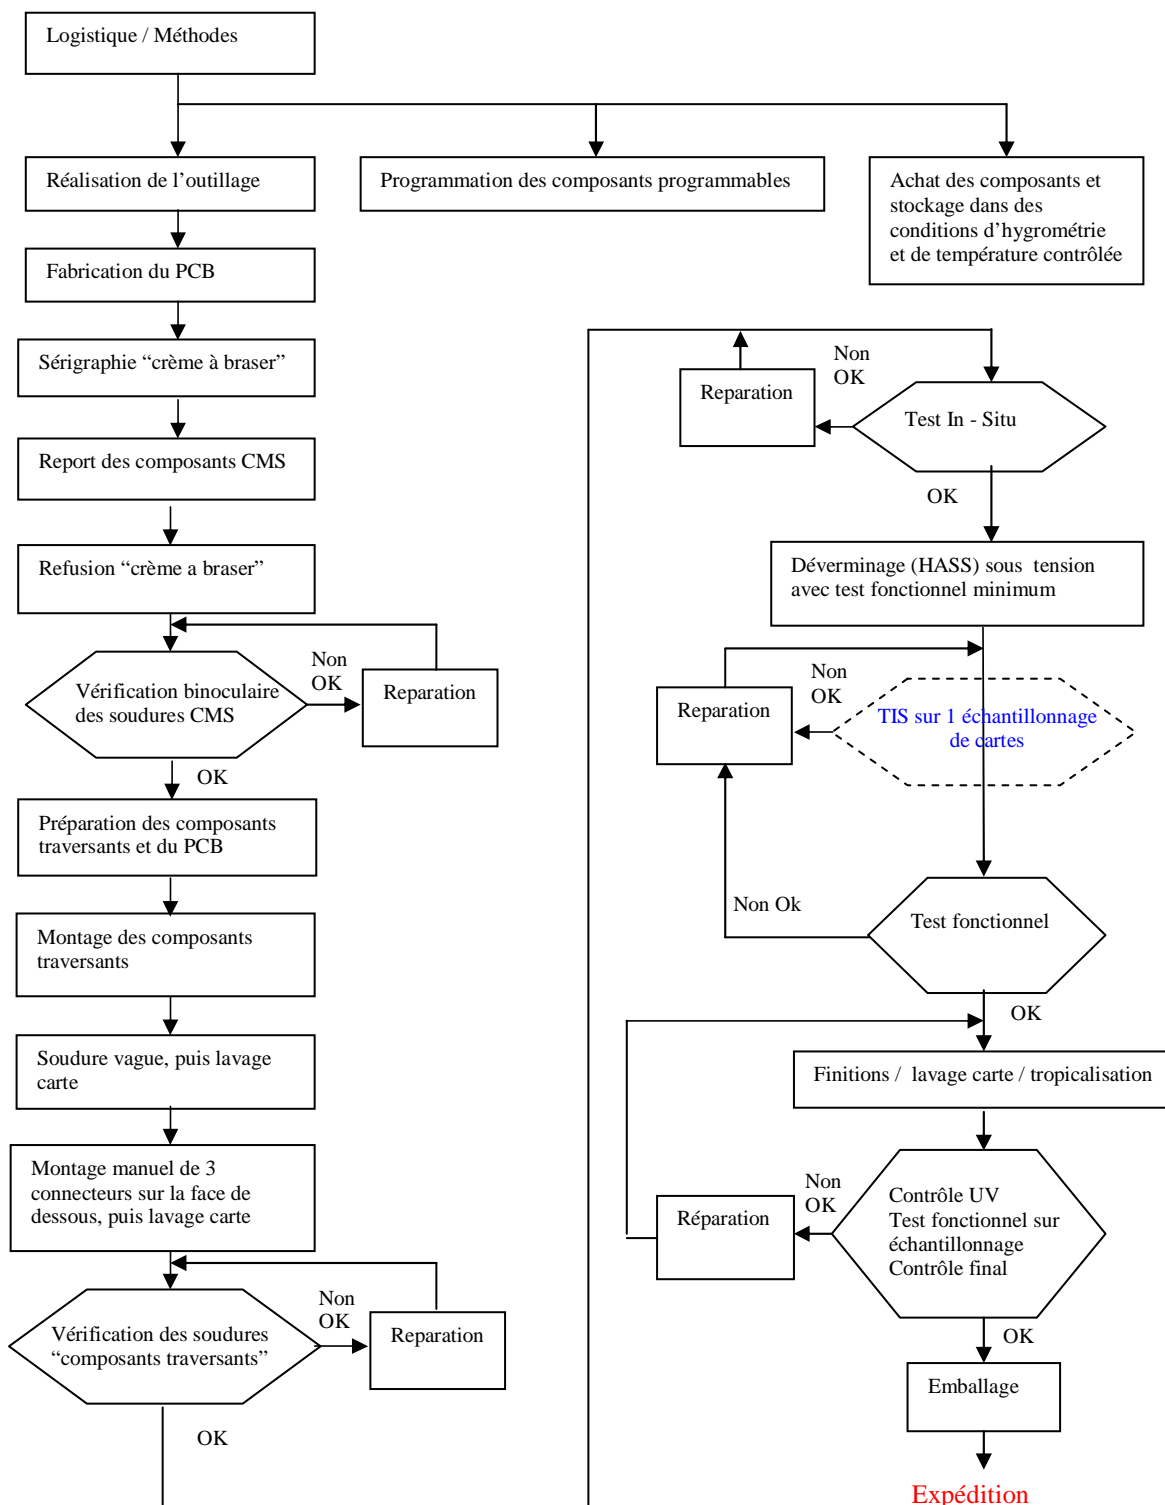 Logistique / Méthodes
Réalisation de l’outillage
Programmation des composants programmables
Achat des composants et
stockage dans des
conditions d’hygrométrie
et de température contrôlée
Fabrication du PCB
Sérigraphie “crème à braser”
Report des composants CMS
Refusion “crème a braser”
Vérification binoculaire
des soudures CMS
Non
OK
Reparation
OK
Préparation des composants
traversants et du PCB
Montage des composants
traversants
Soudure vague, puis lavage
carte
Montage manuel de 3
connecteurs sur la face de
dessous, puis lavage carte
Vérification des soudures
“composants traversants”
Non
OK
Reparation
OK
Test In - Situ
Non
OK
Reparation
OK
Déverminage (HASS) sous  tension
avec test fonctionnel minimum
TIS sur 1 échantillonnage
de cartes
Non
OK
Reparation
Non Ok
Test fonctionnel
OK
Finitions /  lavage carte / tropicalisation
Contrôle UV
Test fonctionnel sur
échantillonnage
Contrôle final
Non
OK
Réparation
OK
Emballage
Expédition